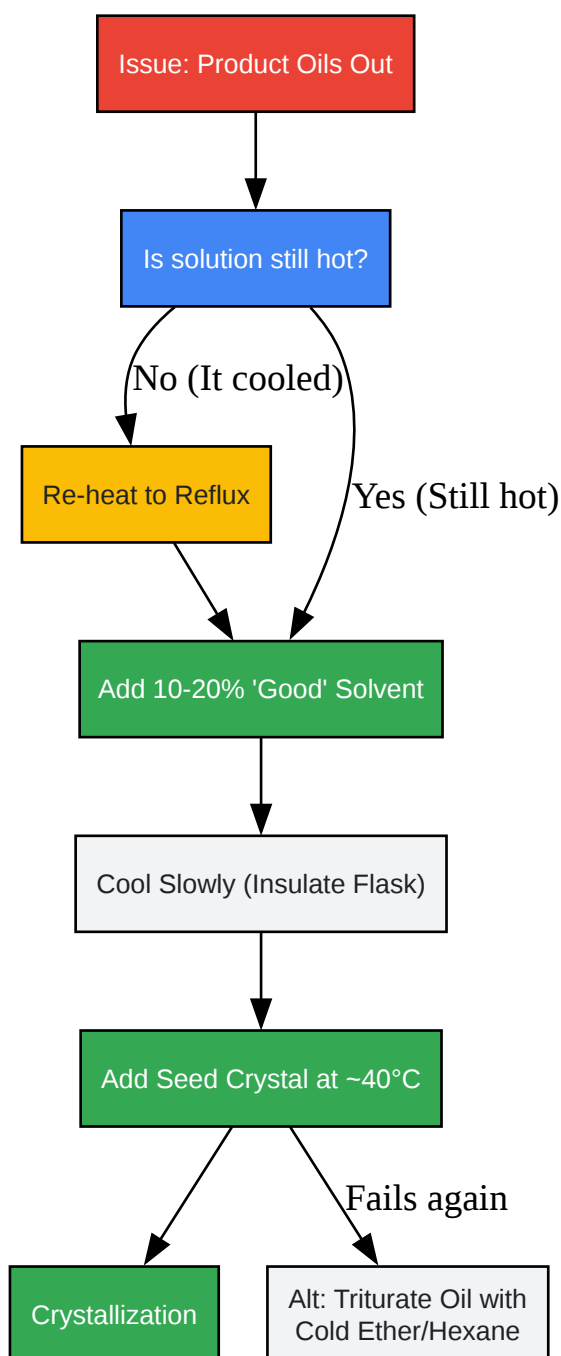 Issue: Product Oils Out
Is solution still hot?
No (It cooled)
Re-heat to Reflux
Yes (Still hot)
Add 10-20% 'Good' Solvent
Cool Slowly (Insulate Flask)
Add Seed Crystal at ~40°C
Fails again
Crystallization
Alt: Triturate Oil with
Cold Ether/Hexane